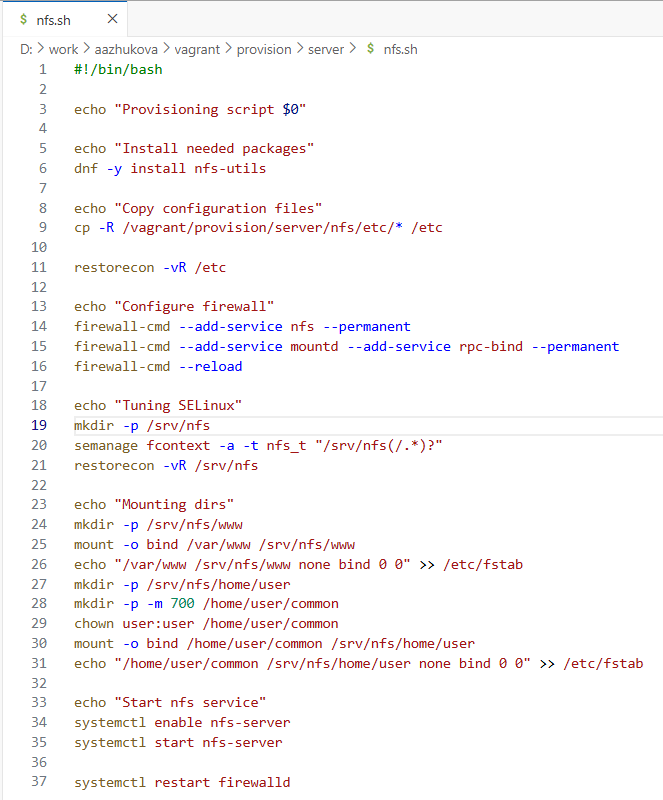 $ nfs.sh ×
D: > work > aazhukova > vagrant > provision > server > $ nfs.sh
1 #!/bin/bash
2
3 echo "Provisioning script $0"
4
5 echo "Install needed packages"
6 dnf -y install nfs-utils
7
8 echo "Copy configuration files"
9 cp -R /vagrant/provision/server/nfs/etc/* /etc
10
11 restorecon -vR /etc
12
13 echo "Configure firewall"
14 firewall-cmd --add-service nfs --permanent
15 firewall-cmd --add-service mountd --add-service rpc-bind --permanent
16 firewall-cmd --reload
17
18 echo "Tuning SELinux"
19 mkdir -p /srv/nfs
20 semanage fcontext -a -t nfs_t "/srv/nfs(/.*)?"
21 restorecon -vR /srv/nfs
22
23 echo "Mounting dirs"
24 mkdir -p /srv/nfs/www
25 mount -o bind /var/www /srv/nfs/www
26 echo "/var/www /srv/nfs/www none bind 0 0" >> /etc/fstab
27 mkdir -p /srv/nfs/home/user
28 mkdir -p -m 700 /home/user/common
29 chown user:user /home/user/common
30 mount -o bind /home/user/common /srv/nfs/home/user
31 echo "/home/user/common /srv/nfs/home/user none bind 0 0" >> /etc/fstab
32
33 echo "Start nfs service"
34 systemctl enable nfs-server
35 systemctl start nfs-server
36
37 systemctl restart firewalld